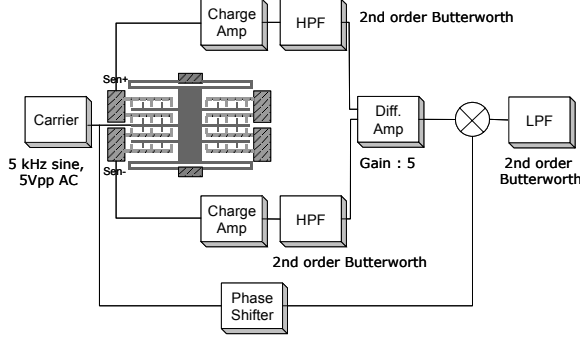 Charge
Amp
HPF
2nd order Butterworth
Sen+
Carrier
5 kHz sine,
5Vpp AC
Sen-
Diff.
Amp
Gain : 5
LPF
2nd order
Butterworth
Charge
Amp
HPF
2nd order Butterworth
Phase
Shifter